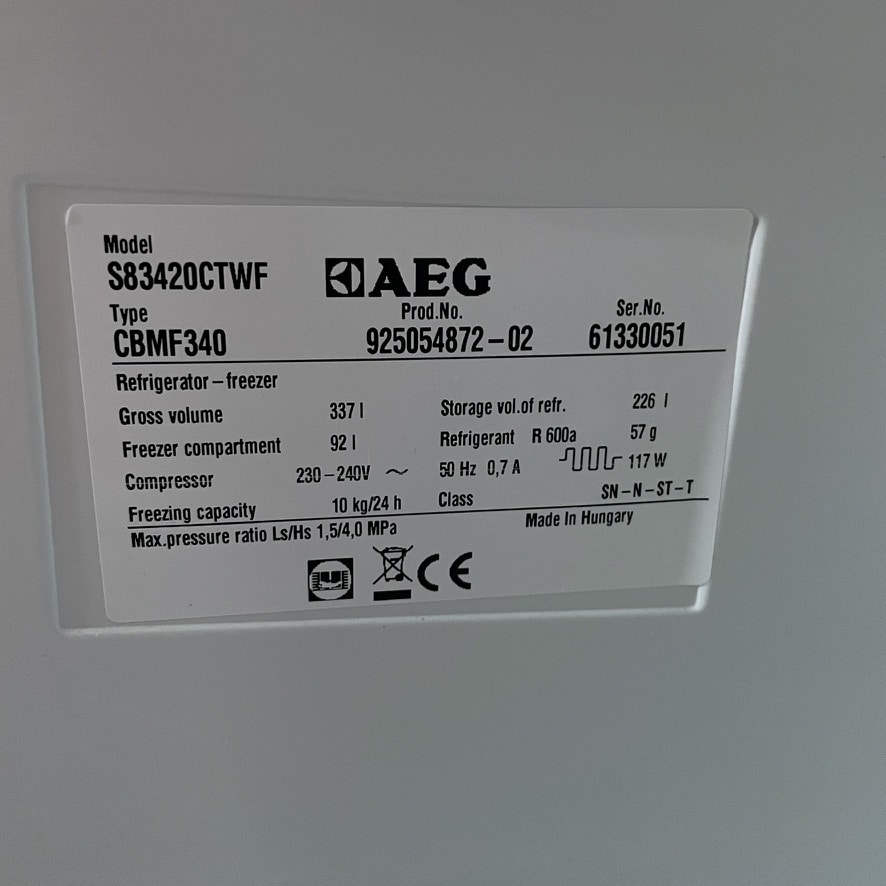 Model
S83420CTWF AEG
Type Prod.No. Ser.No.
CBMF340 925054872-02 61330051
Refrigerator-freezer
Gross volume 337 l Storage vol.of refr. 226 l
Freezer compartment 92 l Refrigerant R 600a 57 g
Compressor 230-240V ~ 50 Hz 0,7 A 117 W
Freezing capacity 10 kg/24 h Class SN-N-ST-T
Max.pressure ratio Ls/Hs 1,5/4,0 MPa Made In Hungary
CE